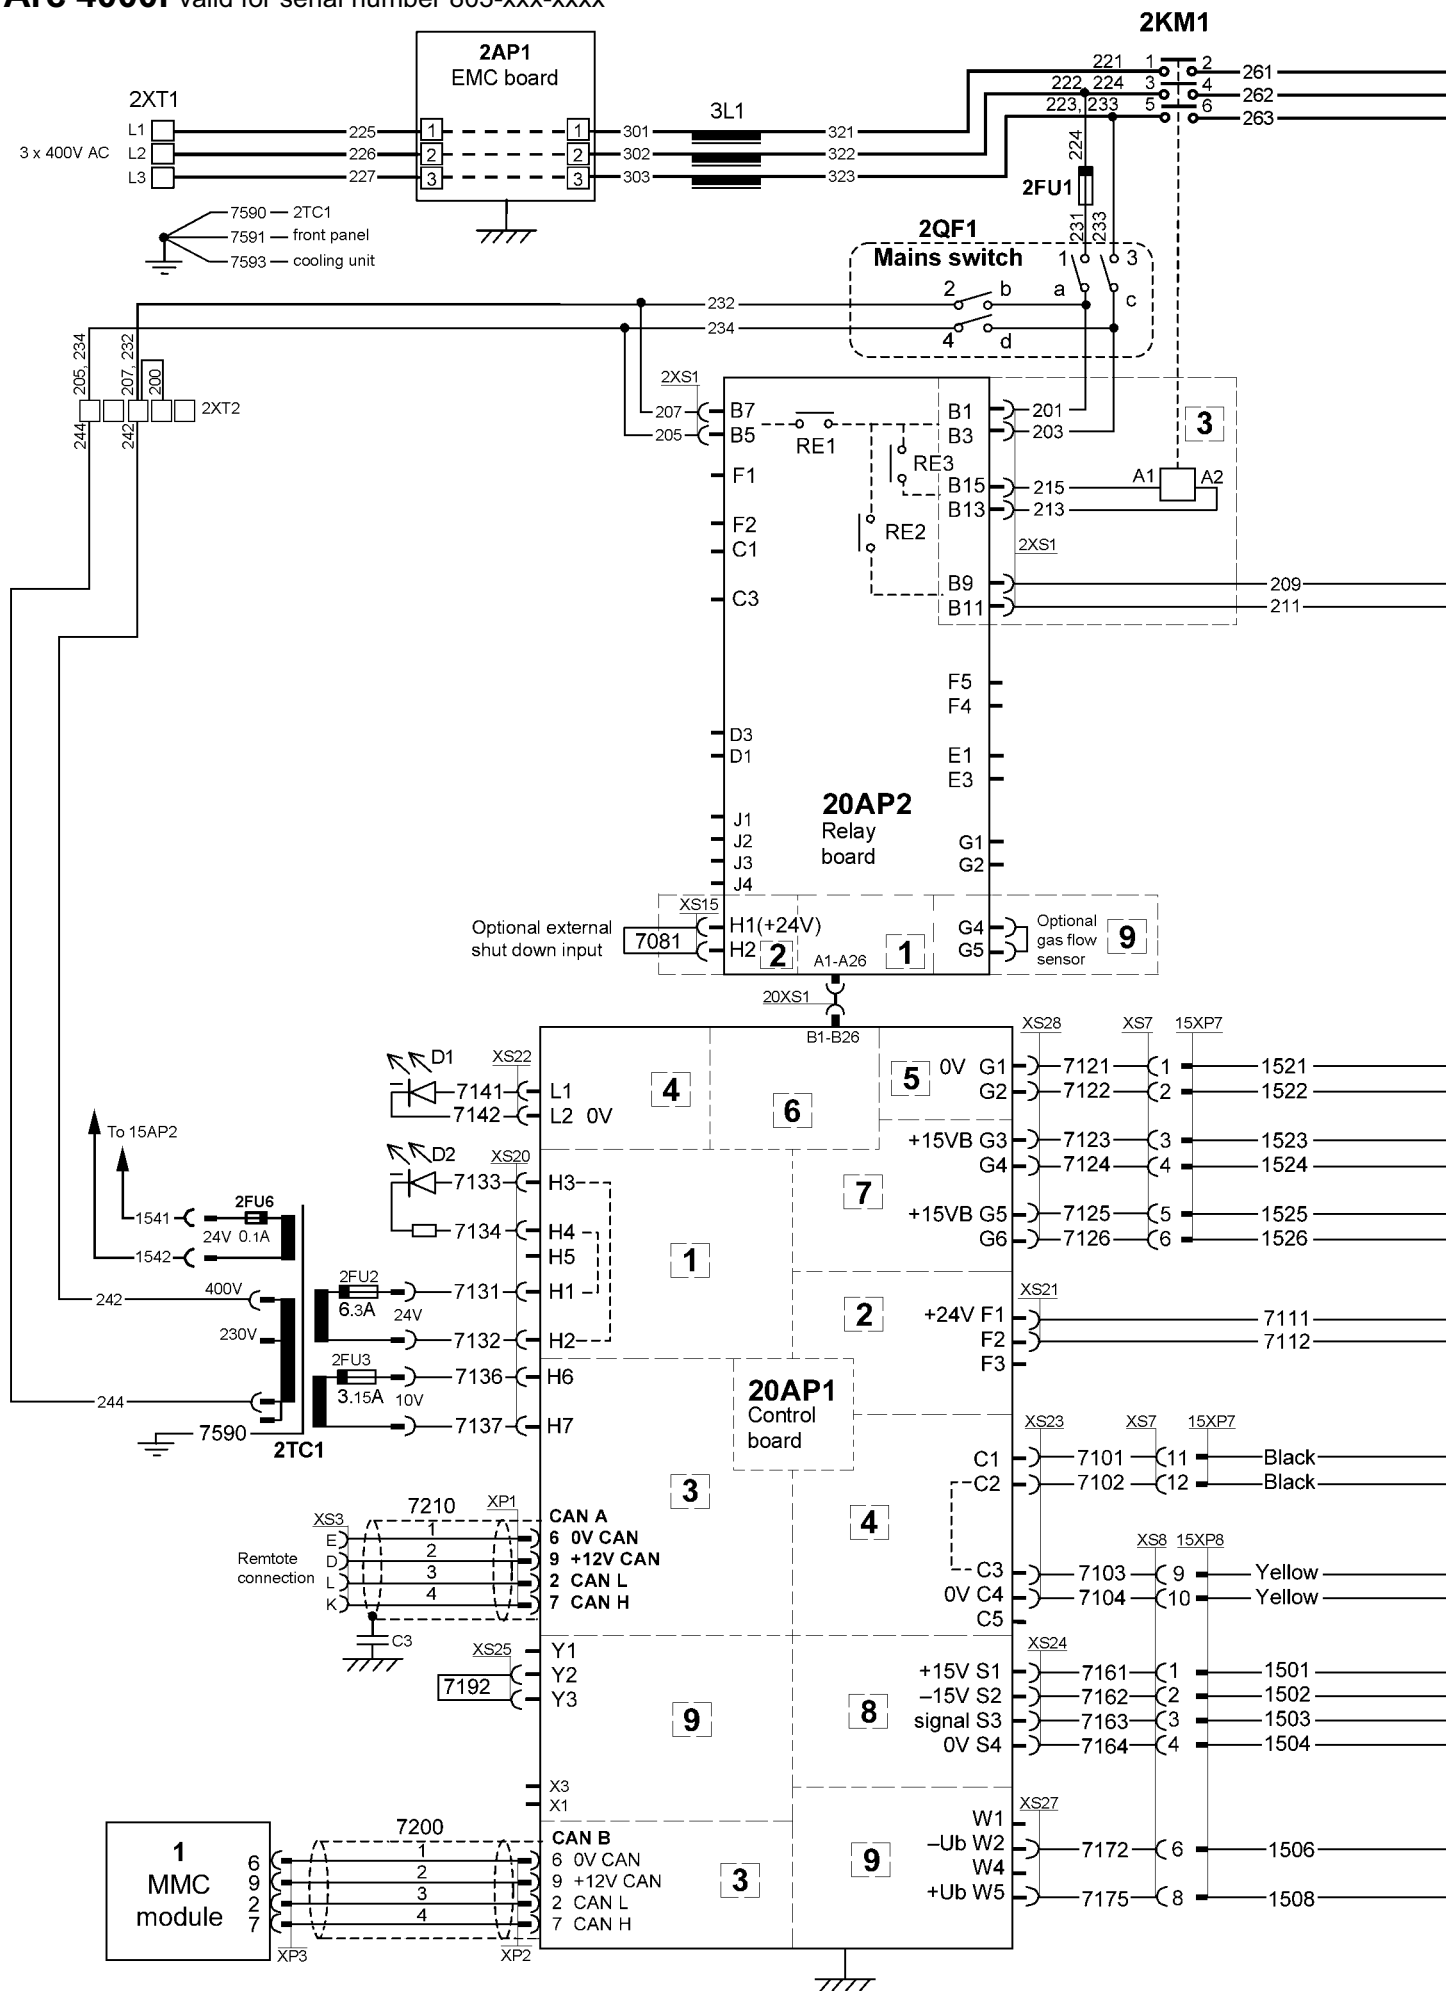 valid for serial number 803-xxx-xxxx
2KM1
2AP1
EMC board
2XT1
3L1
3 x 400V AC
L1 225 1 1 301 321
L2 226 2 2 302 322
L3 227 3 3 303 323
221 1 2 261
222, 224 3 4 262
223, 233 5 6 263
224
2FU1
231 233
7590 2TC1
7591 front panel
7593 cooling unit
2QF1
Mains switch
1 3
a c
2 b
4 d
232
234
205, 234
207, 232
200
2XT2
244
242
2XS1
207 B7
205 B5
F1
F2
C1
C3
D3
D1
J1
J2
J3
J4
RE1
RE3
RE2
B1 201
B3 203
B15 215
B13 213
3
A1 A2
2XS1
B9 209
B11 211
F5
F4
E1
E3
G1
G2
20AP2
Relay
board
XS15
Optional external
shut down input
7081
H1(+24V)
H2
2
1
A1-A26
G4
G5
Optional
gas flow
sensor
9
20XS1
B1-B26
XS22
D1
7141 L1
7142 L2 0V
4
6
5
XS28 XS7 15XP7
0V G1 7121 1 1521
G2 7122 2 1522
+15VB G3 7123 3 1523
G4 7124 4 1524
+15VB G5 7125 5 1525
G6 7126 6 1526
7
To 15AP2
D2
XS20
7133 H3
7134 H4
H5
7131 H1
7132 H2
7136 H6
7137 H7
1
2FU6
1541
24V 0.1A
1542
242 400V
230V
244
7590
2TC1
2FU2
6.3A 24V
2FU3
3.15A 10V
2
XS21
+24V F1 7111
F2 7112
F3
20AP1
Control
board
3
XS23 XS7 15XP7
C1 7101 11 Black
C2 7102 12 Black
4
XS8 15XP8
C3 7103 9 Yellow
0V C4 7104 10 Yellow
C5
7210 XP1
XS3
CAN A
E 1 6 0V CAN
D 2 9 +12V CAN
L 3 2 CAN L
K 4 7 CAN H
Remtote
connection
C3
XS25
Y1
Y2
7192
Y3
9
8
XS24
+15V S1 7161 1 1501
–15V S2 7162 2 1502
signal S3 7163 3 1503
0V S4 7164 4 1504
X3
X1
XS27
W1
–Ub W2 7172 6 1506
W4
+Ub W5 7175 8 1508
9
1
MMC
module
7200
CAN B
6 1 6 0V CAN
9 2 9 +12V CAN
2 3 2 CAN L
7 4 7 CAN H
3
XP3 XP2